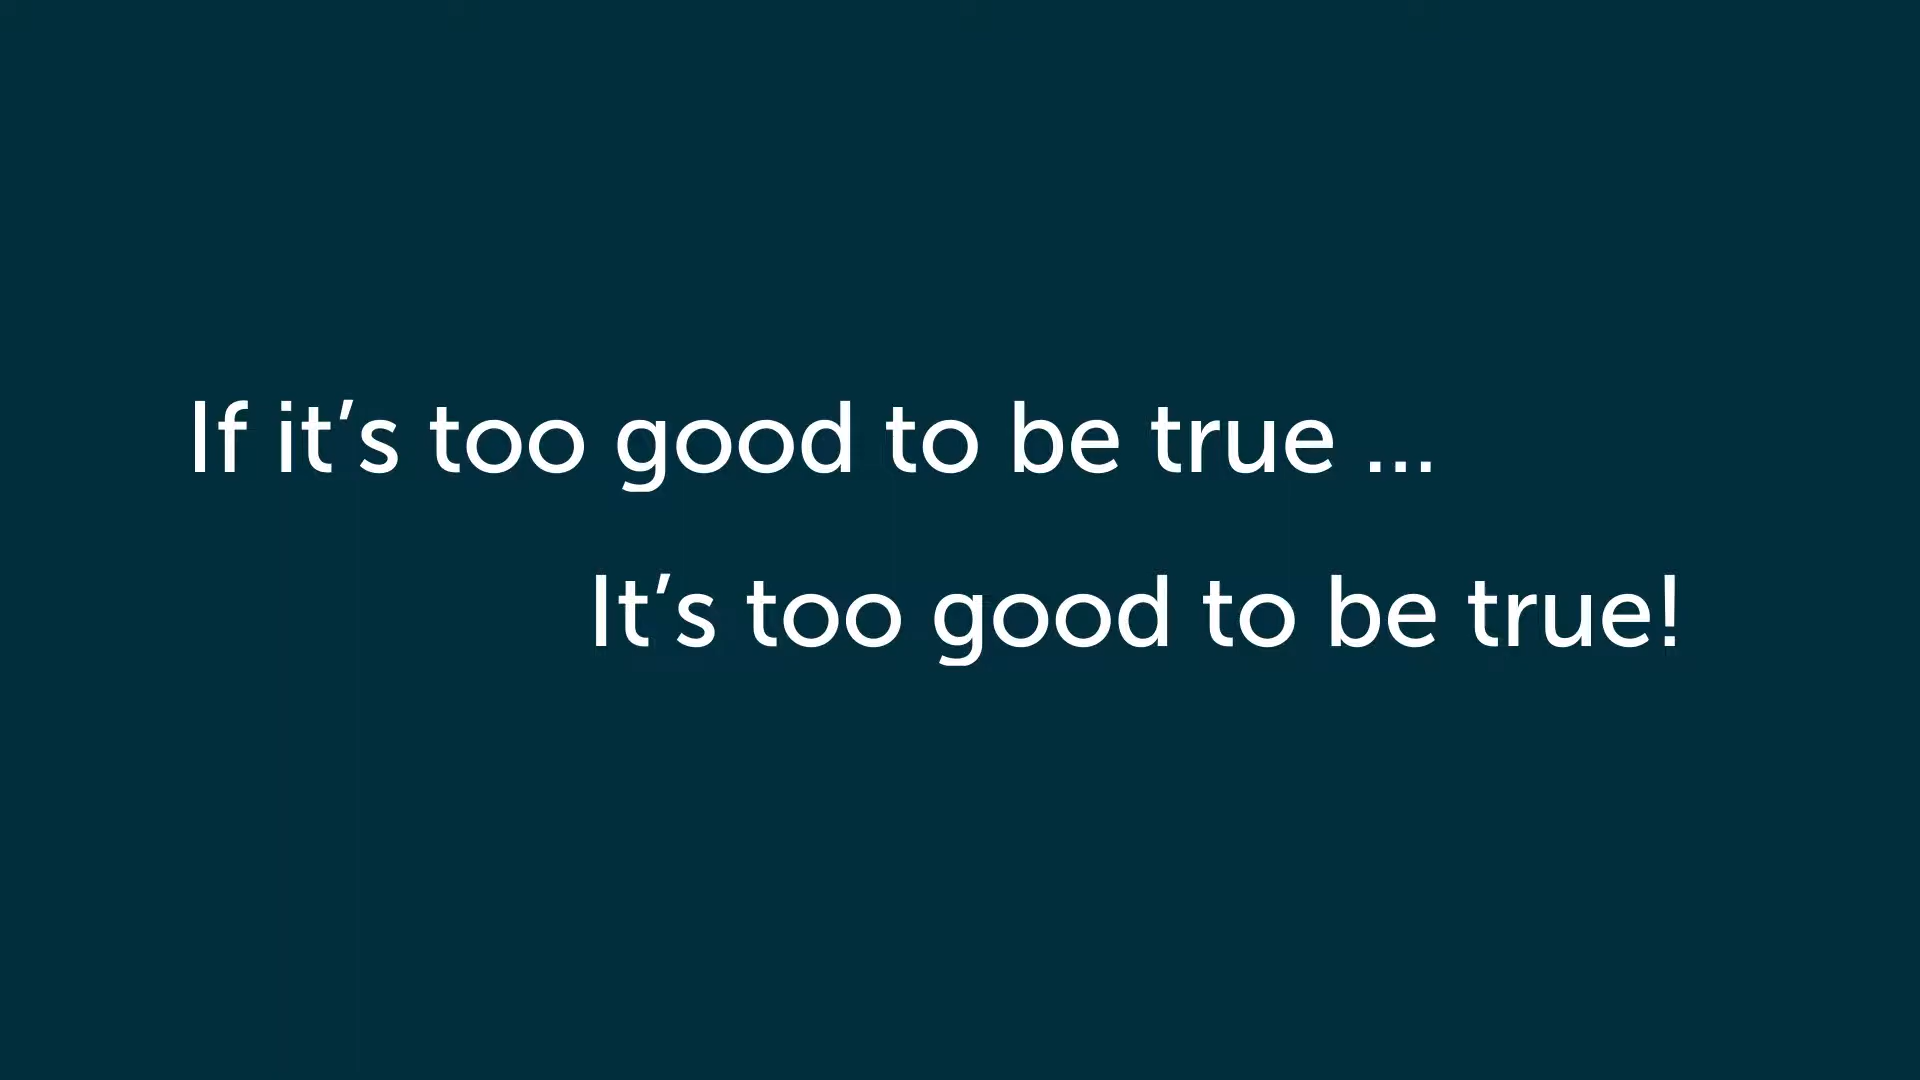 If it’s too good to be true ...
It’s too good to be true!